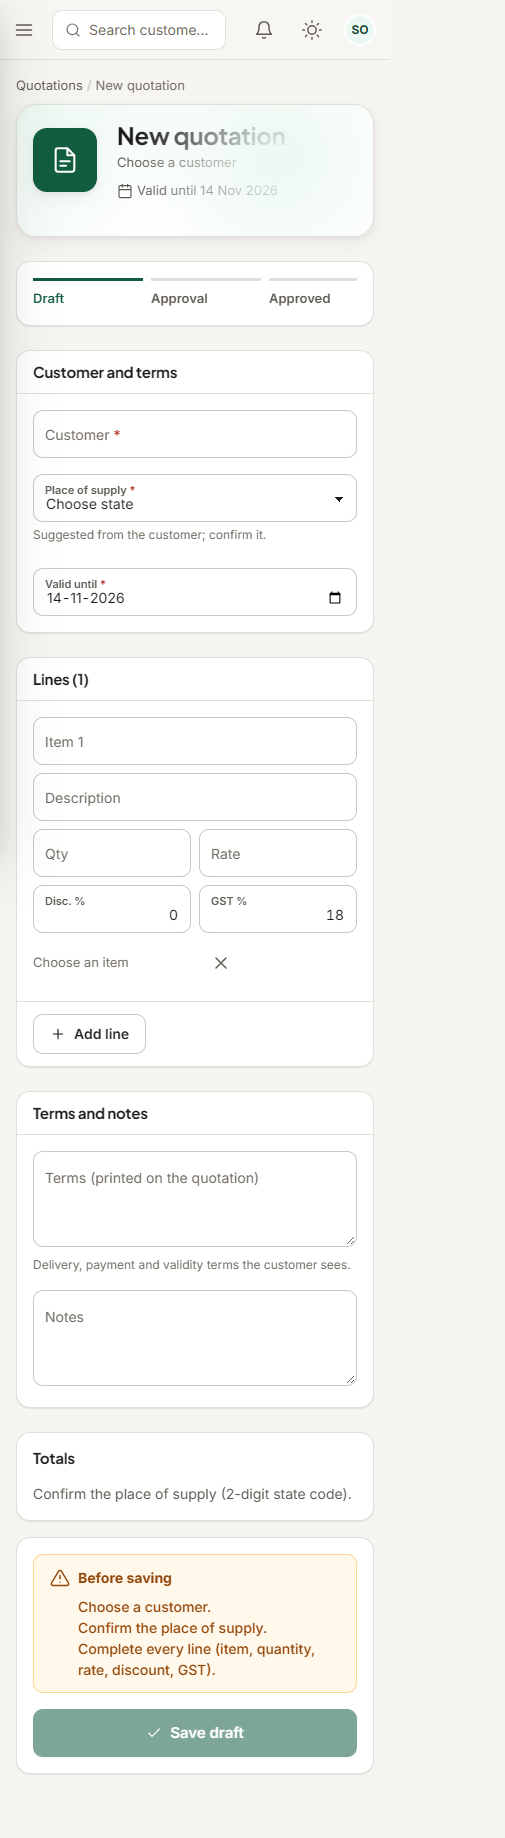 Search custome...
SO
Quotations / New quotation
New quotation
Choose a customer
Valid until 14 Nov 2026
Draft
Approval
Approved
Customer and terms
Customer *
Place of supply *
Choose state
Suggested from the customer; confirm it.
Valid until *
14-11-2026
Lines (1)
Item 1
Description
Qty
Rate
Disc. %
0
GST %
18
Choose an item
Add line
Terms and notes
Terms (printed on the quotation)
Delivery, payment and validity terms the customer sees.
Notes
Totals
Confirm the place of supply (2-digit state code).
Before saving
Choose a customer.
Confirm the place of supply.
Complete every line (item, quantity,
rate, discount, GST).
Save draft